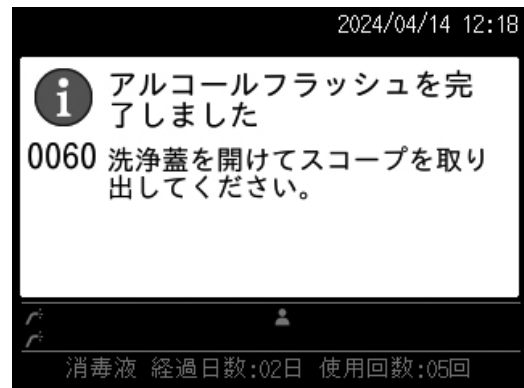 2024/04/14 12:18
アルコールフラッシュを完
了しました
0060 洗浄蓋を開けてスコープを取り
出してください。
消毒液 経過日数:02日 使用回数:05回